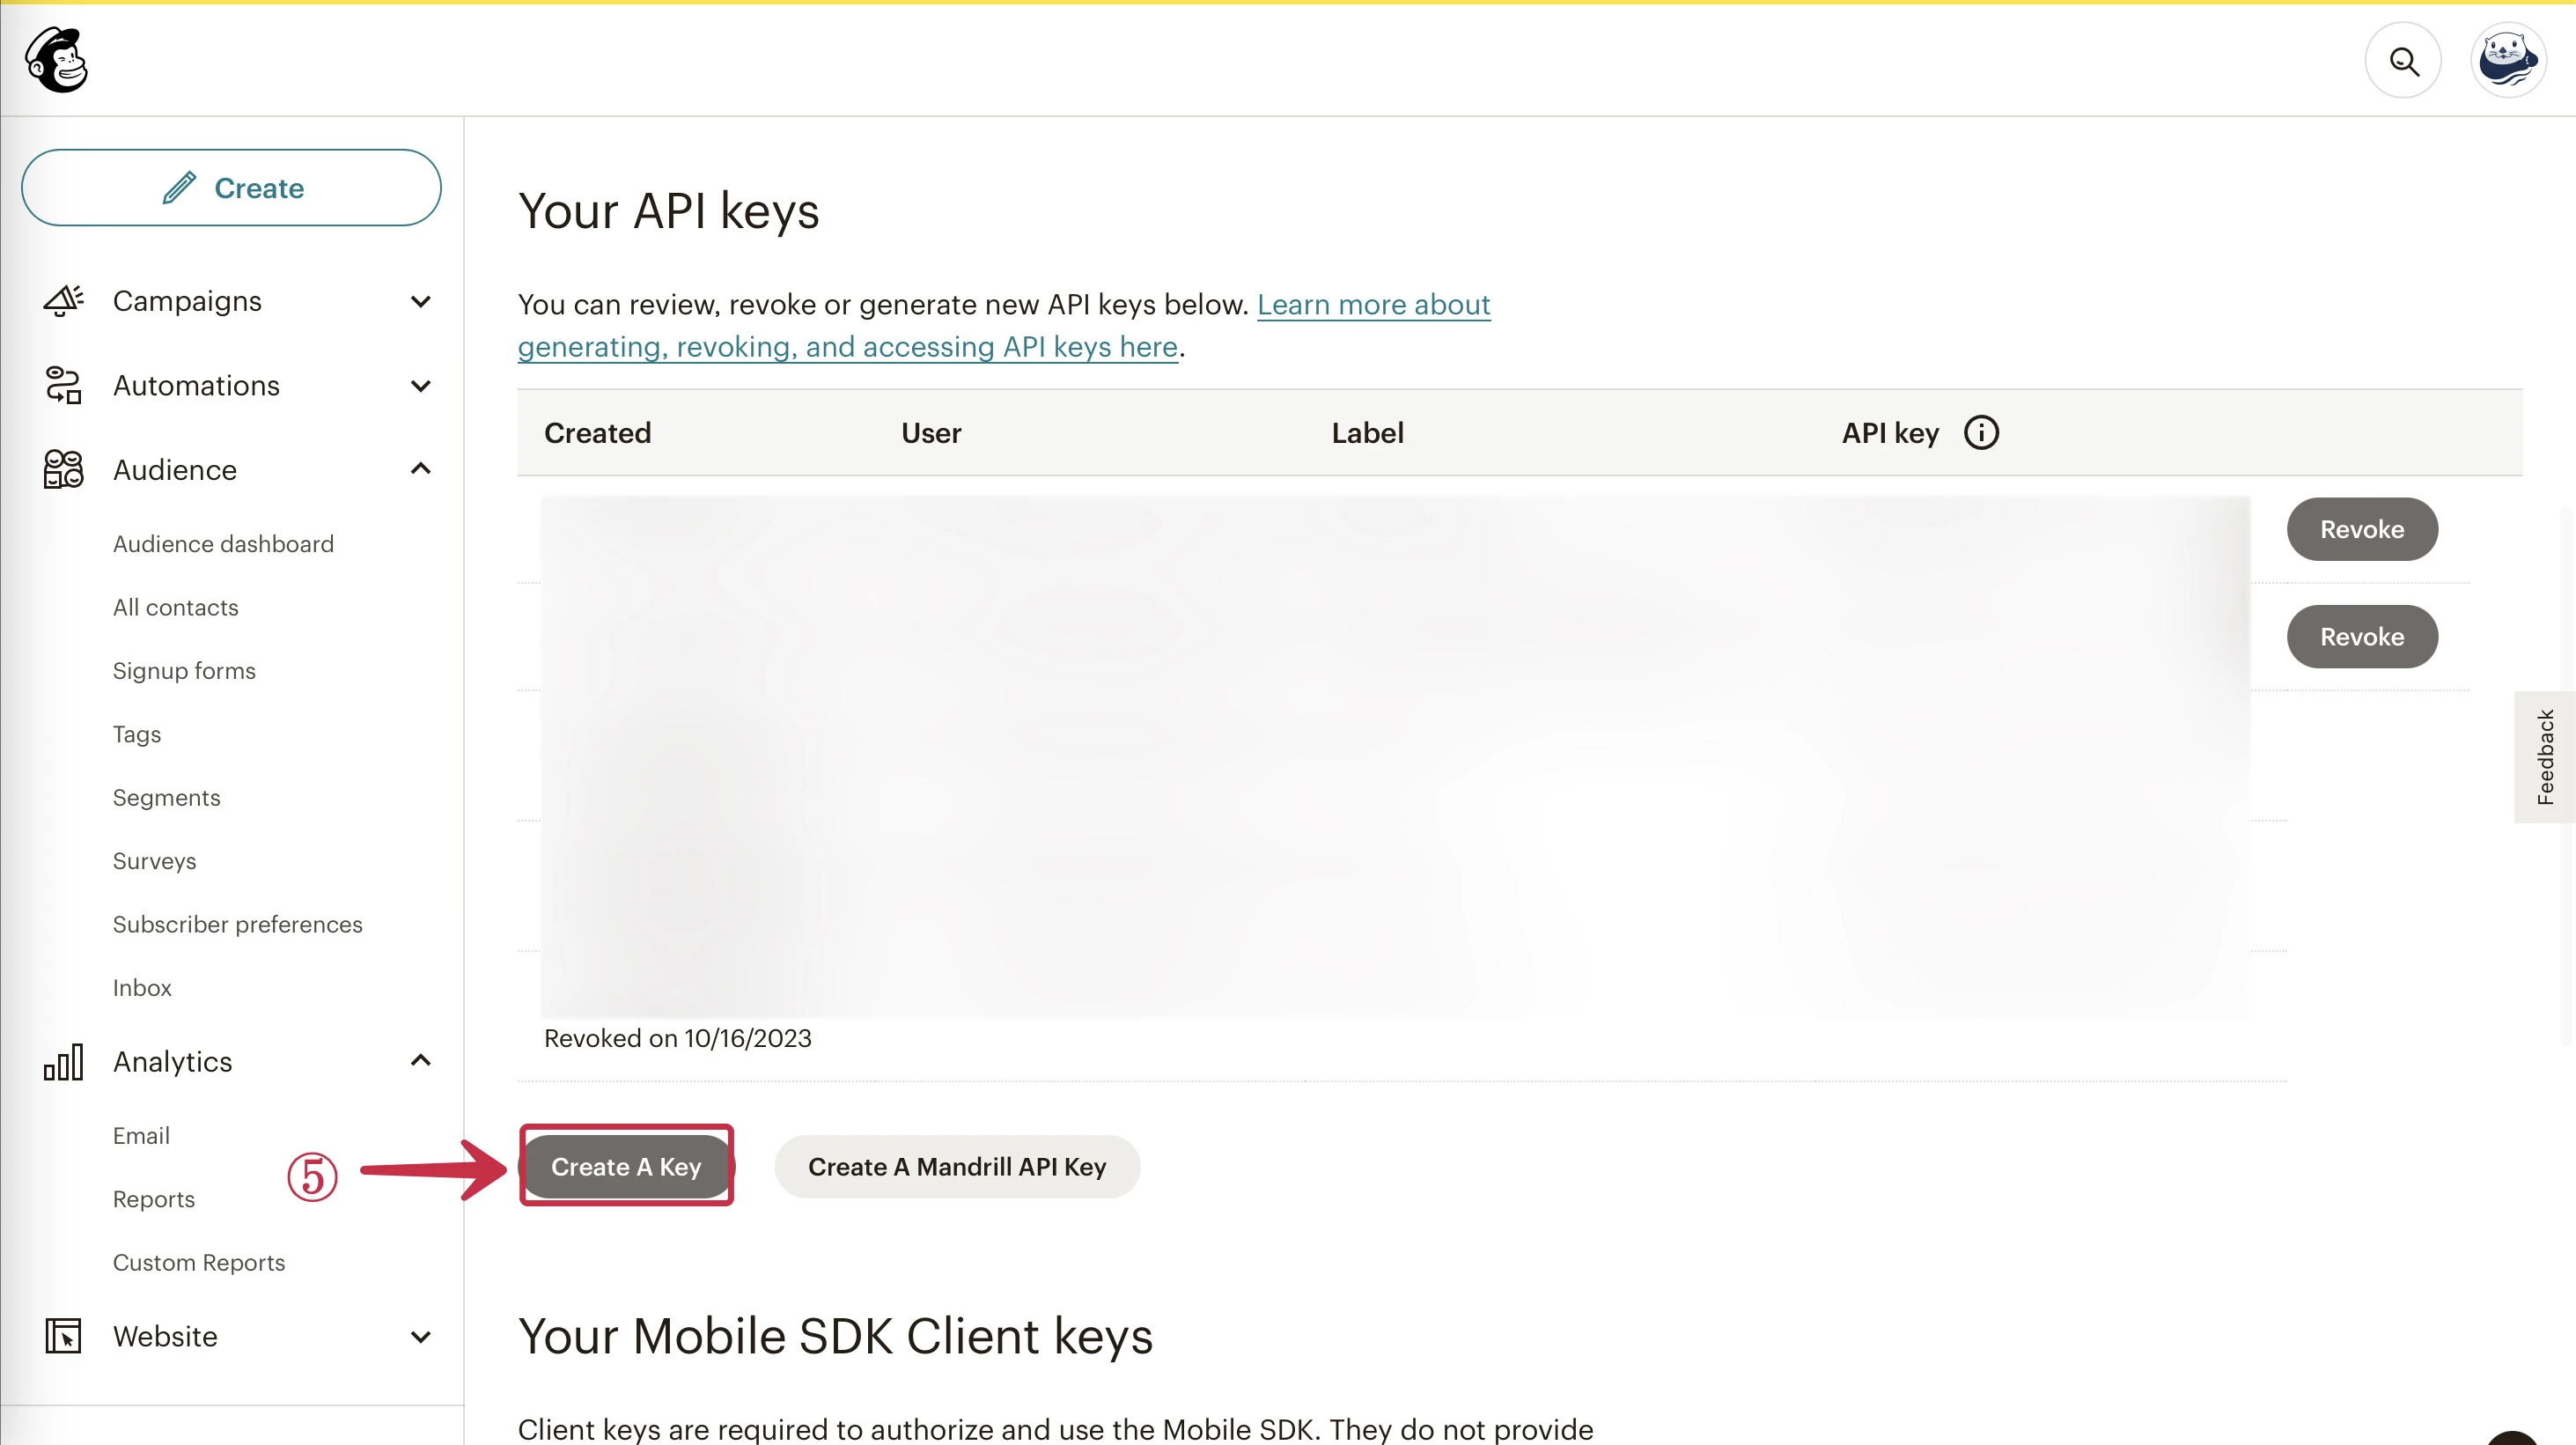 Create
Campaigns
Automations
Audience
Audience dashboard
All contacts
Signup forms
Tags
Segments
Surveys
Subscriber preferences
Inbox
Analytics
Email
Reports
Custom Reports
Website
Your API keys
You can review, revoke or generate new API keys below. Learn more about
generating, revoking, and accessing API keys here.
Created User Label API key
Revoke
Revoke
Revoked on 10/16/2023
⑤
Create A Key Create A Mandrill API Key
Your Mobile SDK Client keys
Client keys are required to authorize and use the Mobile SDK. They do not provide
Feedback